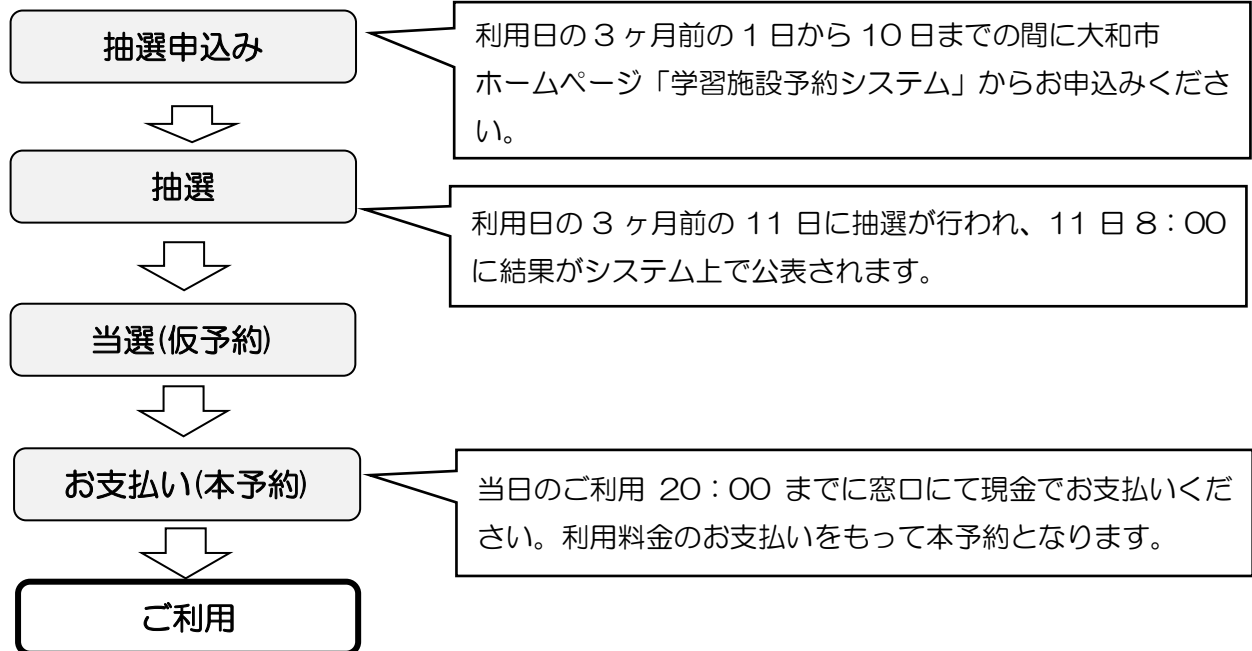 抽選申込み
利用日の3ヶ月前の1日から10日までの間に大和市
ホームページ「学習施設予約システム」からお申込みくださ
い。
抽選
利用日の3ヶ月前の 11 日に抽選が行われ、11 日 8:00
に結果がシステム上で公表されます。
当選(仮予約)
お支払い(本予約)
当日のご利用 20:00 までに窓口にて現金でお支払いくだ
さい。利用料金のお支払いをもって本予約となります。
ご利用